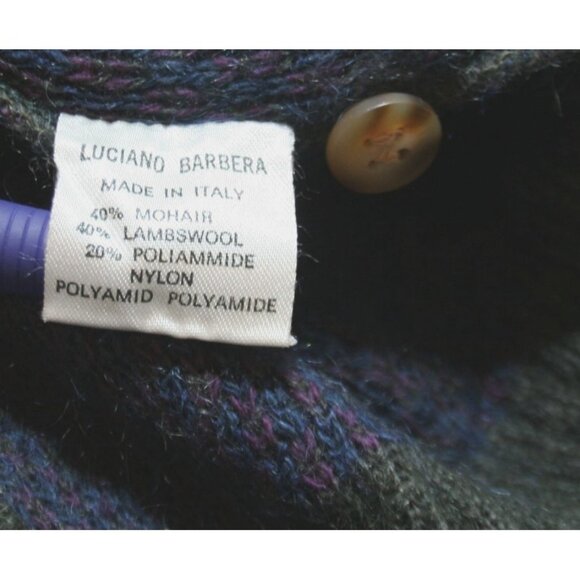 LUCIANO BARBERA
MADE IN ITALY
40% MOHAIR
40% LAMBSWOOL
20% POLIAMMIDE
NYLON
POLYAMID POLYAMIDE